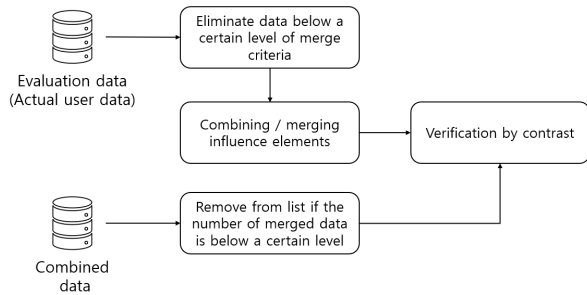 Eliminate data below a
certain level of merge
criteria
Evaluation data
(Actual user data)
Combining / merging
influence elements
Verification by contrast
Remove from list if the
number of merged data
is below a certain level
Combined
data